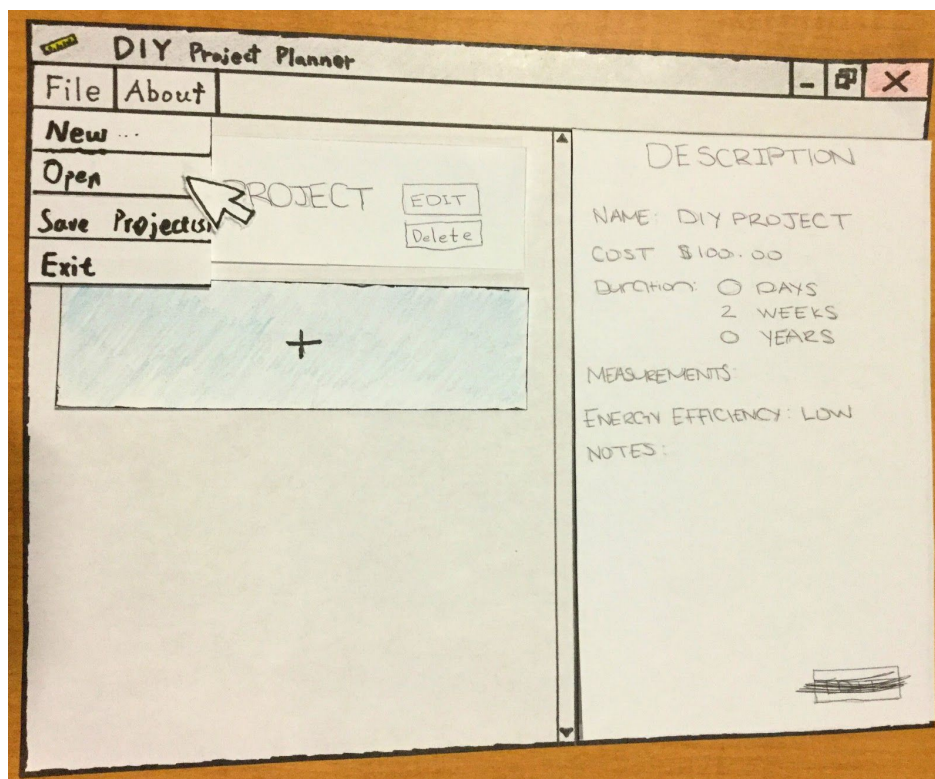 DIY Project Planner
File About
New ...
Open
Save Project(s)
Exit
PROJECT
EDIT
Delete
+
DESCRIPTION
NAME: DIY PROJECT
COST $100.00
Duration: 0 DAYS
2 WEEKS
0 YEARS
MEASUREMENTS:
ENERGY EFFICIENCY: LOW
NOTES: